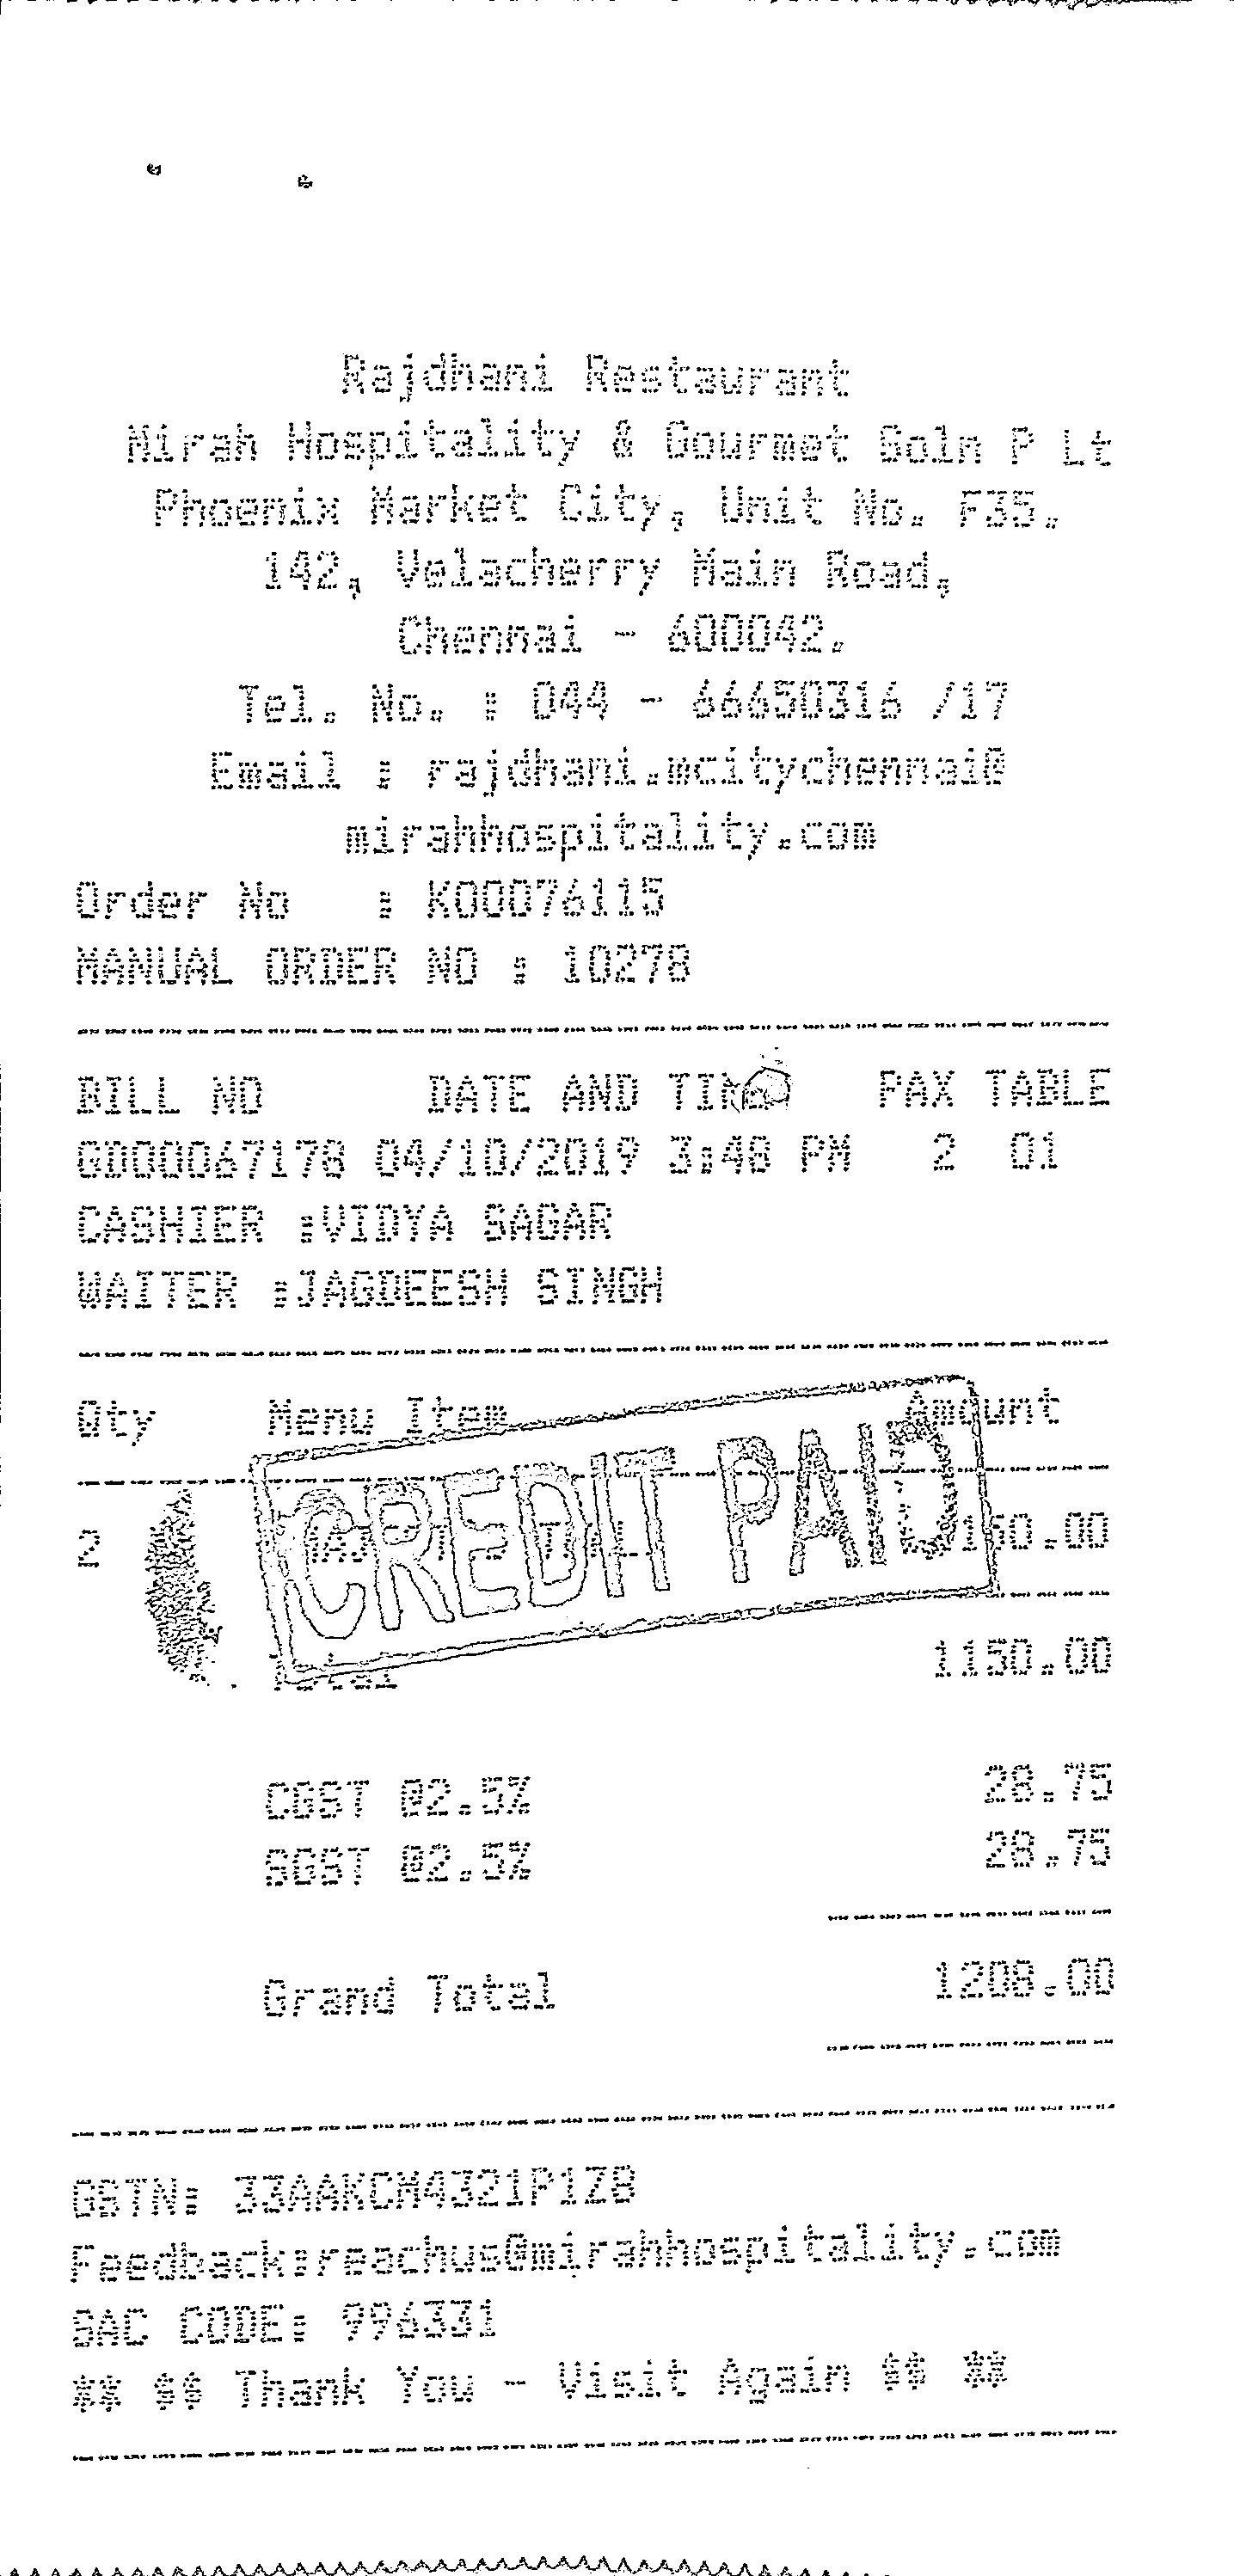 Rajdhani Restaurant
Mirah Hospitality & Gourmet Soln P Lt
Phoenix Market City, Unit No. F35.
142, Velacherry Main Road,
Chennai - 600042.
Tel. No. : 044 - 66650316 /17
Email : rajdhani.mcitychennai@
mirahhospitality.com
Order No : K00076115
MANUAL ORDER NO : 10278
BILL NO DATE AND TIME PAX TABLE
G000067178 04/10/2019 3:48 PM 2 01
CASHIER :VIDYA SAGAR
WAITER :JAGDEESH SINGH
Qty Menu Item Amount
CREDIT PAID
2
Total 1150.00
CGST @2.5% 28.75
SGST @2.5% 28.75
Grand Total 1208.00
GSTN: 33AAKCM4321P1Z8
Feedback:reachus@mirahhospitality.com
SAC CODE: 996331
** $$ Thank You - Visit Again $$ **